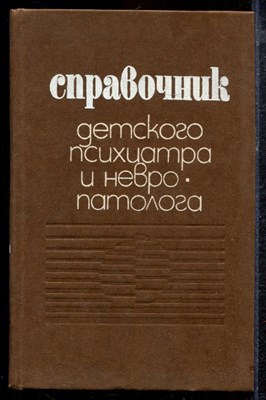 справочник
детского
психиатра
и невро-
патолога